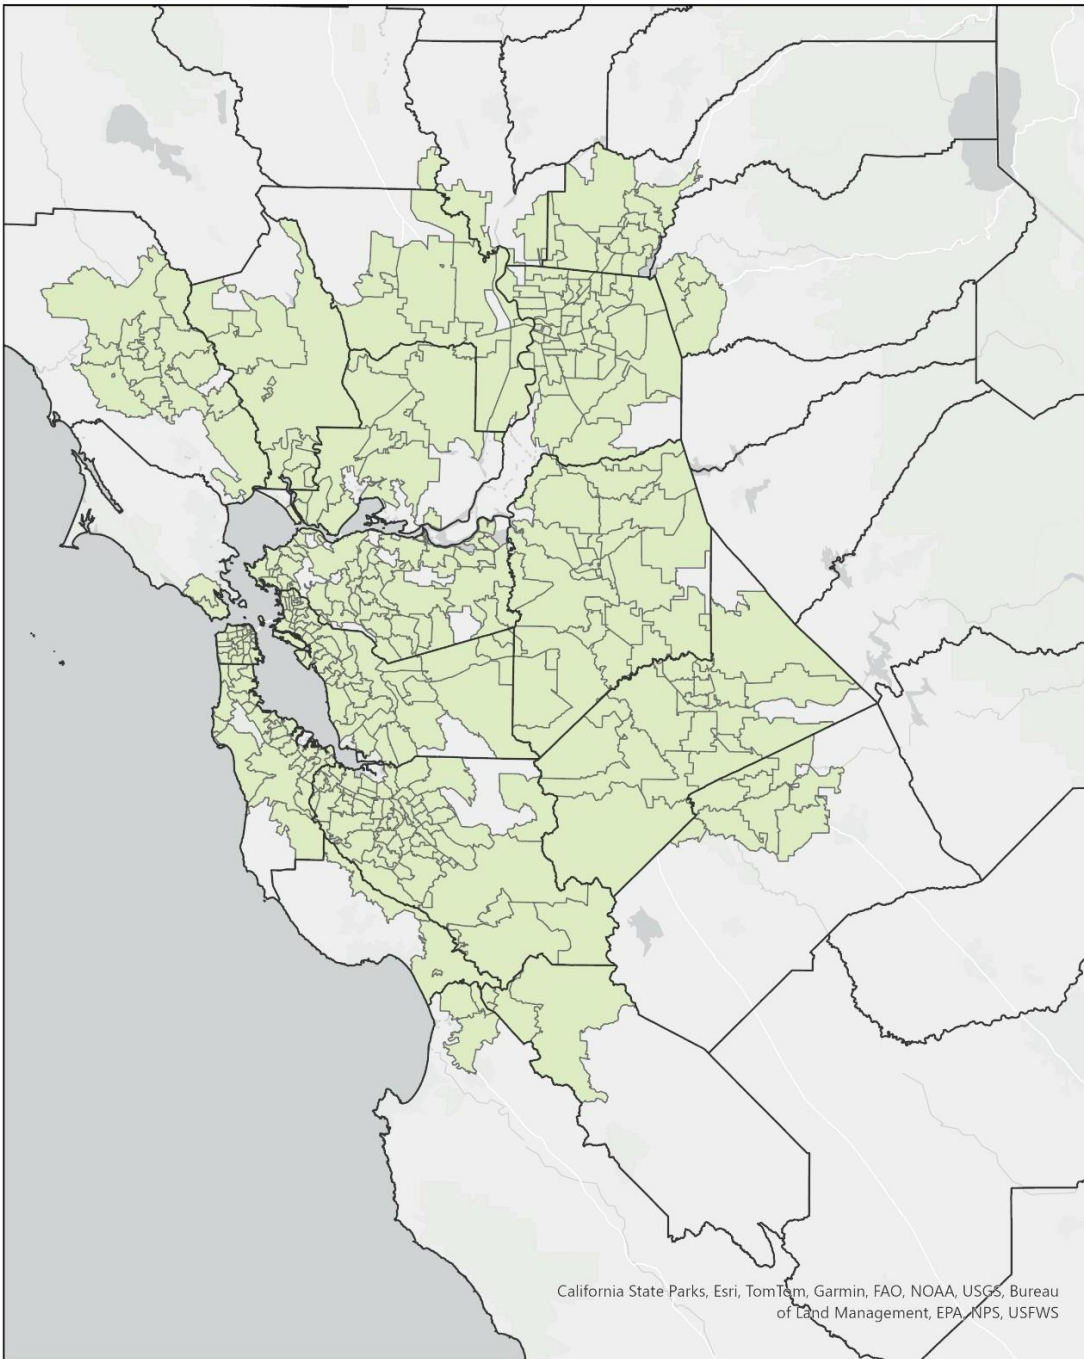 California State Parks, Esri, TomTom, Garmin, FAO, NOAA, USGS, Bureau
of Land Management, EPA, NPS, USFWS